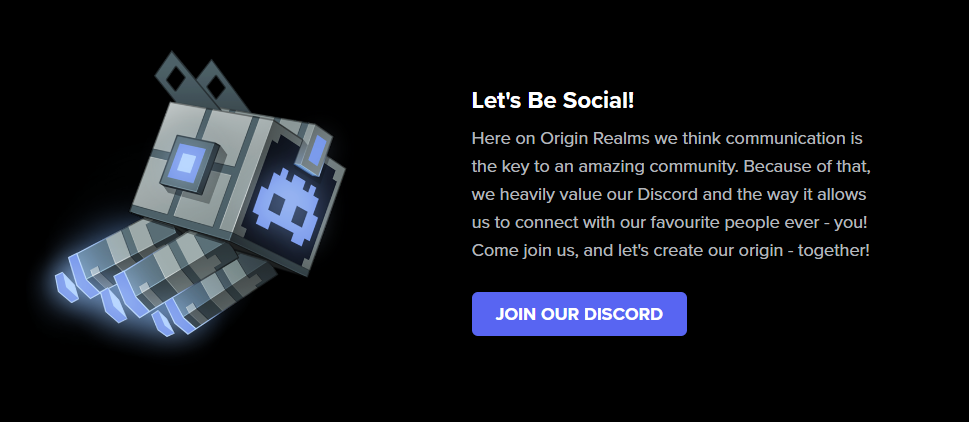 Let's Be Social!
Here on Origin Realms we think communication is
the key to an amazing community. Because of that,
we heavily value our Discord and the way it allows
us to connect with our favourite people ever - you!
Come join us, and let's create our origin - together!
JOIN OUR DISCORD